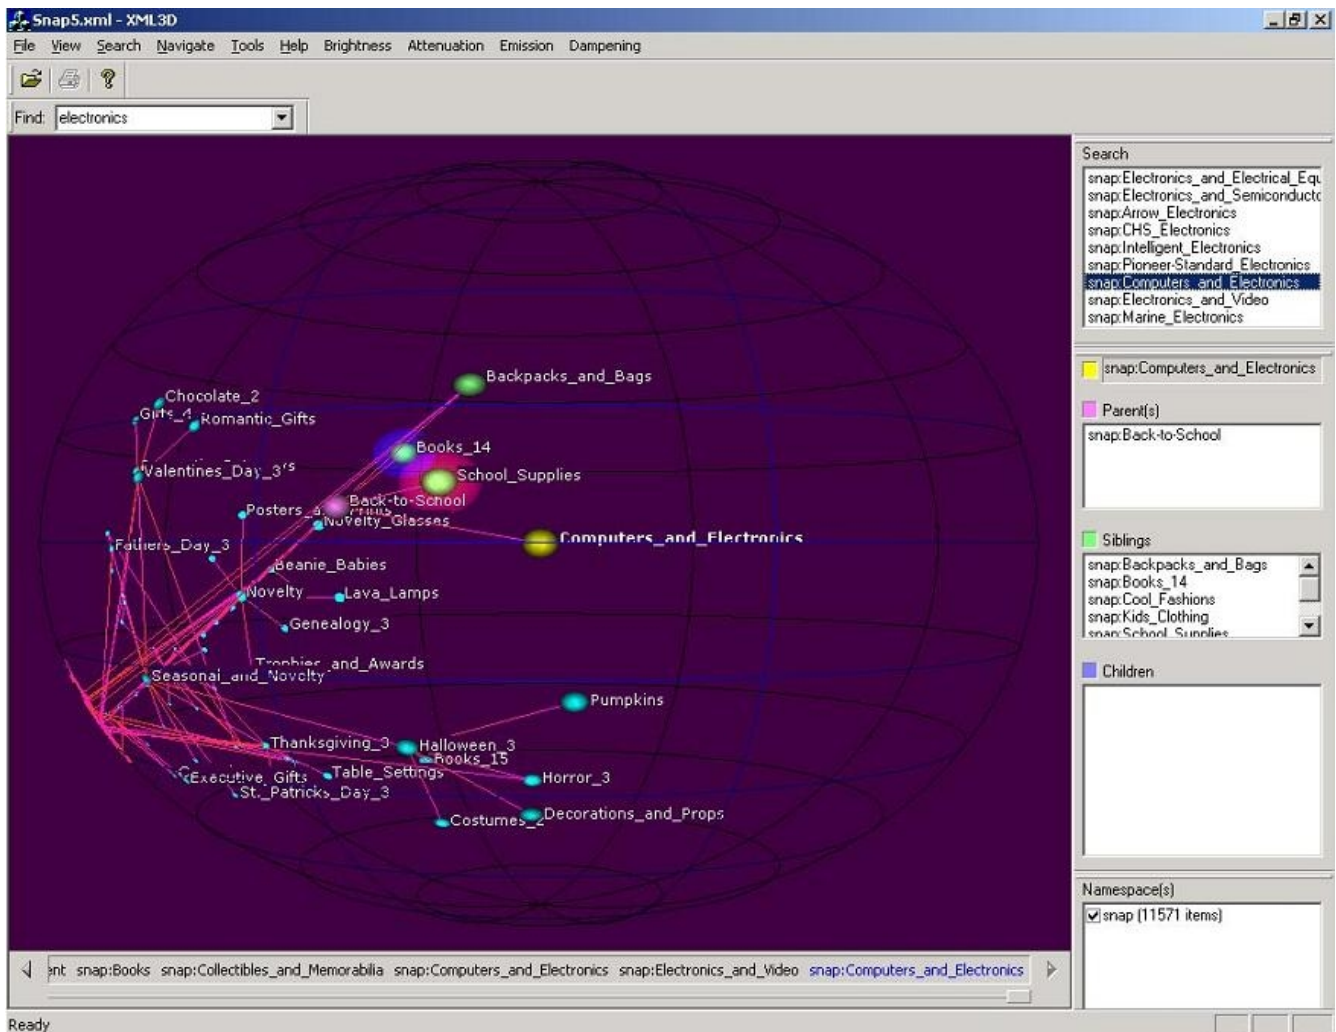 Snap5.xml - XML3D
File View Search Navigate Tools Help Brightness Attenuation Emission Dampening
Find: electronics
Backpacks_and_Bags
Chocolate_2
Gifts_4
Romantic_Gifts
Books_14
Valentines_Day_3
School_Supplies
Back-to-School
Posters
Novelty_Glasses
Fathers_Day_3
Computers_and_Electronics
Beanie_Babies
Novelty
Lava_Lamps
Genealogy_3
Trophies_and_Awards
Seasonal_and_Novelty
Pumpkins
Thanksgiving_3
Halloween_3
Books_15
Executive_Gifts
Table_Settings
Horror_3
St._Patricks_Day_3
Decorations_and_Props
Costumes_2
Search
snap:Electronics_and_Electrical_Equ
snap:Electronics_and_Semiconducto
snap:Arrow_Electronics
snap:CHS_Electronics
snap:Intelligent_Electronics
snap:Pioneer-Standard_Electronics
snap:Computers_and_Electronics
snap:Electronics_and_Video
snap:Marine_Electronics
snap:Computers_and_Electronics
Parent(s)
snap:Back-to-School
Siblings
snap:Backpacks_and_Bags
snap:Books_14
snap:Cool_Fashions
snap:Kids_Clothing
snap:School_Supplies
Children
Namespace(s)
snap (11571 items)
snap:Books snap:Collectibles_and_Memorabilia snap:Computers_and_Electronics snap:Electronics_and_Video snap:Computers_and_Electronics
Ready